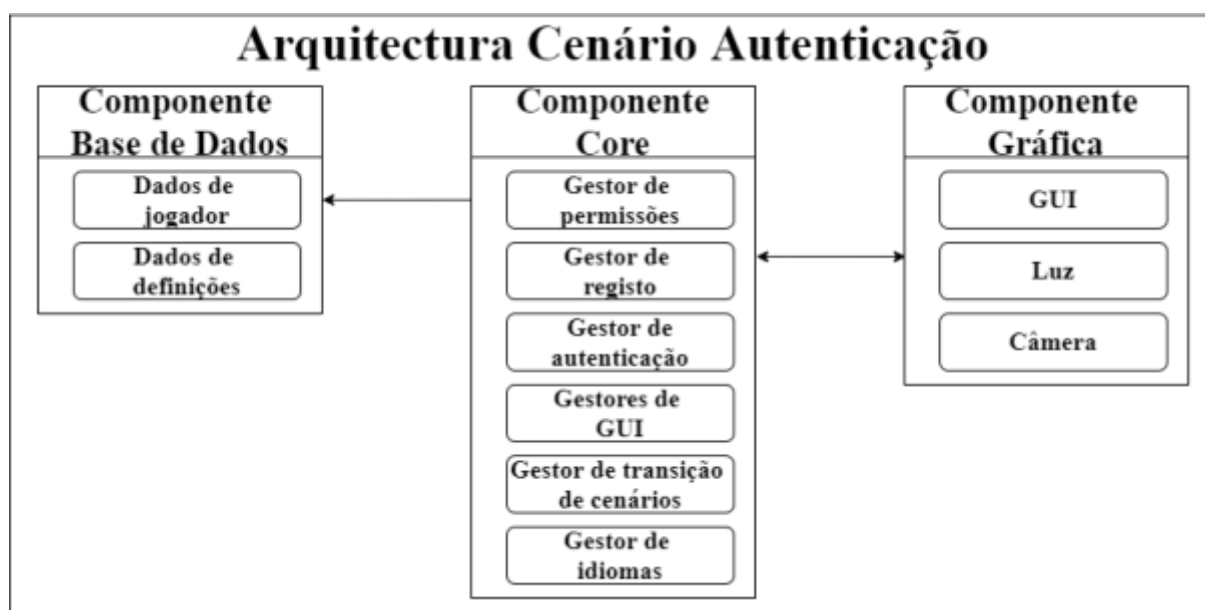 Arquitectura Cenário Autenticação
Componente
Base de Dados
Dados de
jogador
Dados de
definições
Componente
Core
Gestor de
permissões
Gestor de
registo
Gestor de
autenticação
Gestores de
GUI
Gestor de transição
de cenários
Gestor de
idiomas
Componente
Gráfica
GUI
Luz
Câmera